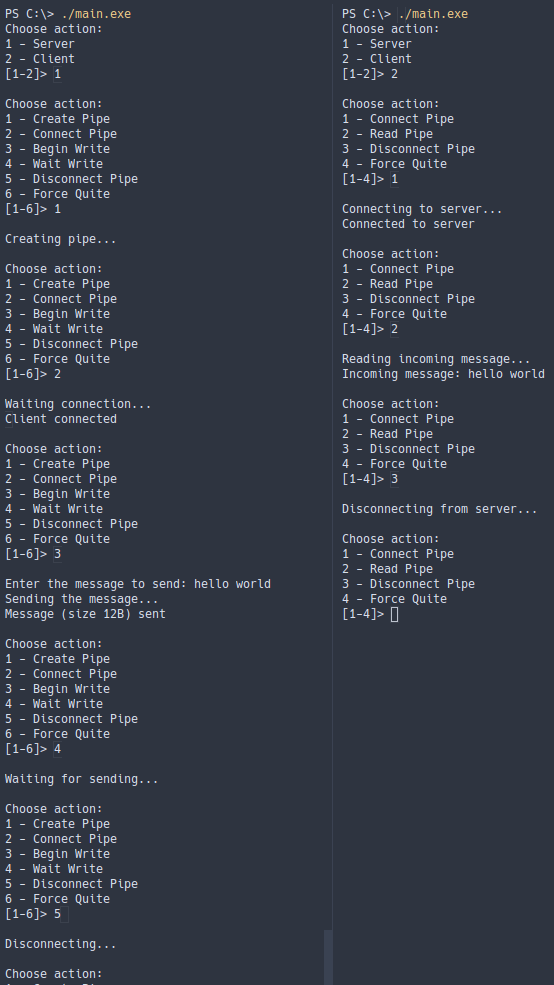 PS C:\> ./main.exe
Choose action:
1 - Server
2 - Client
[1-2]> 1
Choose action:
1 - Create Pipe
2 - Connect Pipe
3 - Begin Write
4 - Wait Write
5 - Disconnect Pipe
6 - Force Quite
[1-6]> 1
Creating pipe...
Choose action:
1 - Create Pipe
2 - Connect Pipe
3 - Begin Write
4 - Wait Write
5 - Disconnect Pipe
6 - Force Quite
[1-6]> 2
Waiting connection...
Client connected
Choose action:
1 - Create Pipe
2 - Connect Pipe
3 - Begin Write
4 - Wait Write
5 - Disconnect Pipe
6 - Force Quite
[1-6]> 3
Enter the message to send: hello world
Sending the message...
Message (size 12B) sent
Choose action:
1 - Create Pipe
2 - Connect Pipe
3 - Begin Write
4 - Wait Write
5 - Disconnect Pipe
6 - Force Quite
[1-6]> 4
Waiting for sending...
Choose action:
1 - Create Pipe
2 - Connect Pipe
3 - Begin Write
4 - Wait Write
5 - Disconnect Pipe
6 - Force Quite
[1-6]> 5
Disconnecting...
Choose action:
PS C:\> ./main.exe
Choose action:
1 - Server
2 - Client
[1-2]> 2
Choose action:
1 - Connect Pipe
2 - Read Pipe
3 - Disconnect Pipe
4 - Force Quite
[1-4]> 1
Connecting to server...
Connected to server
Choose action:
1 - Connect Pipe
2 - Read Pipe
3 - Disconnect Pipe
4 - Force Quite
[1-4]> 2
Reading incoming message...
Incoming message: hello world
Choose action:
1 - Connect Pipe
2 - Read Pipe
3 - Disconnect Pipe
4 - Force Quite
[1-4]> 3
Disconnecting from server...
Choose action:
1 - Connect Pipe
2 - Read Pipe
3 - Disconnect Pipe
4 - Force Quite
[1-4]>